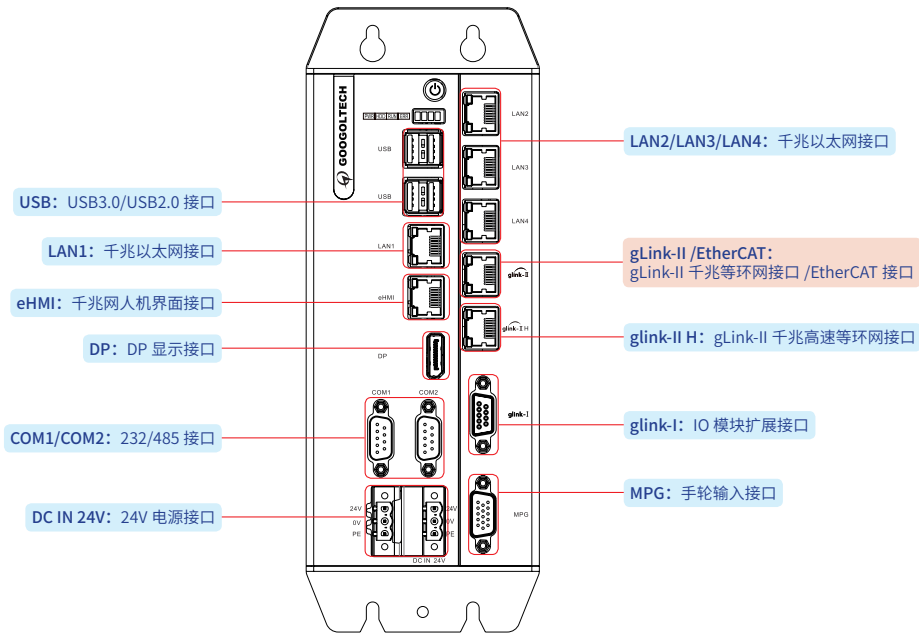 GOOGOLTECH
USB
USB
LAN1
eHMI
DP
COM1
COM2
24V
0V
PE
24V
0V
PE
DC IN 24V
LAN2
LAN3
LAN4
glink-II
glink-II H
glink-I
MPG
USB：USB3.0/USB2.0 接口
LAN1：千兆以太网接口
eHMI：千兆网人机界面接口
DP：DP 显示接口
COM1/COM2：232/485 接口
DC IN 24V：24V 电源接口
LAN2/LAN3/LAN4：千兆以太网接口
gLink-II /EtherCAT：
gLink-II 千兆等环网接口 /EtherCAT 接口
glink-II H：gLink-II 千兆高速等环网接口
glink-I：IO 模块扩展接口
MPG：手轮输入接口